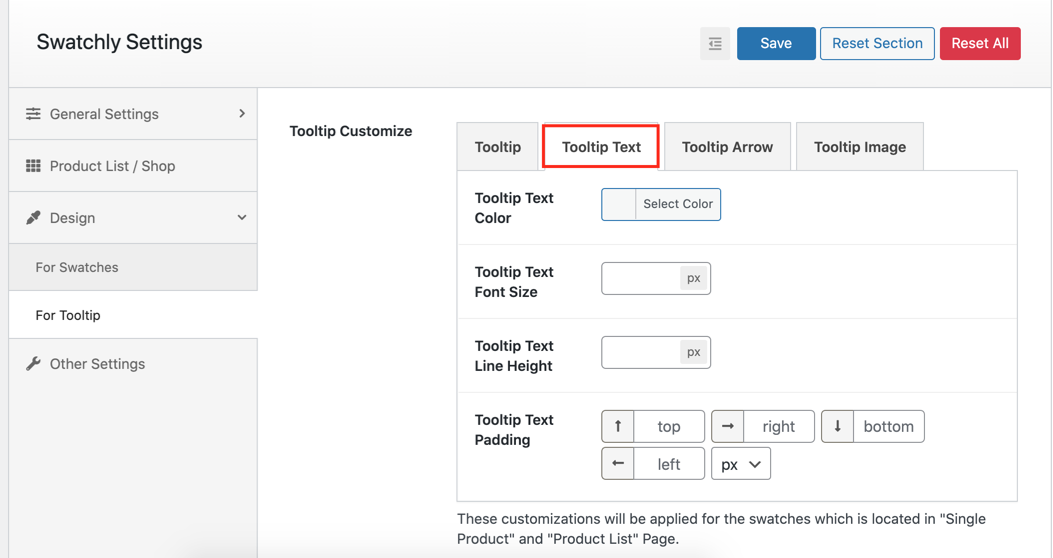 Swatchly Settings
Save
Reset Section
Reset All
General Settings
Product List / Shop
Design
For Swatches
For Tooltip
Other Settings
Tooltip Customize
Tooltip
Tooltip Text
Tooltip Arrow
Tooltip Image
Tooltip Text
Color
Select Color
Tooltip Text
Font Size
px
Tooltip Text
Line Height
px
Tooltip Text
Padding
top
right
bottom
left
px
These customizations will be applied for the swatches which is located in "Single
Product" and "Product List" Page.